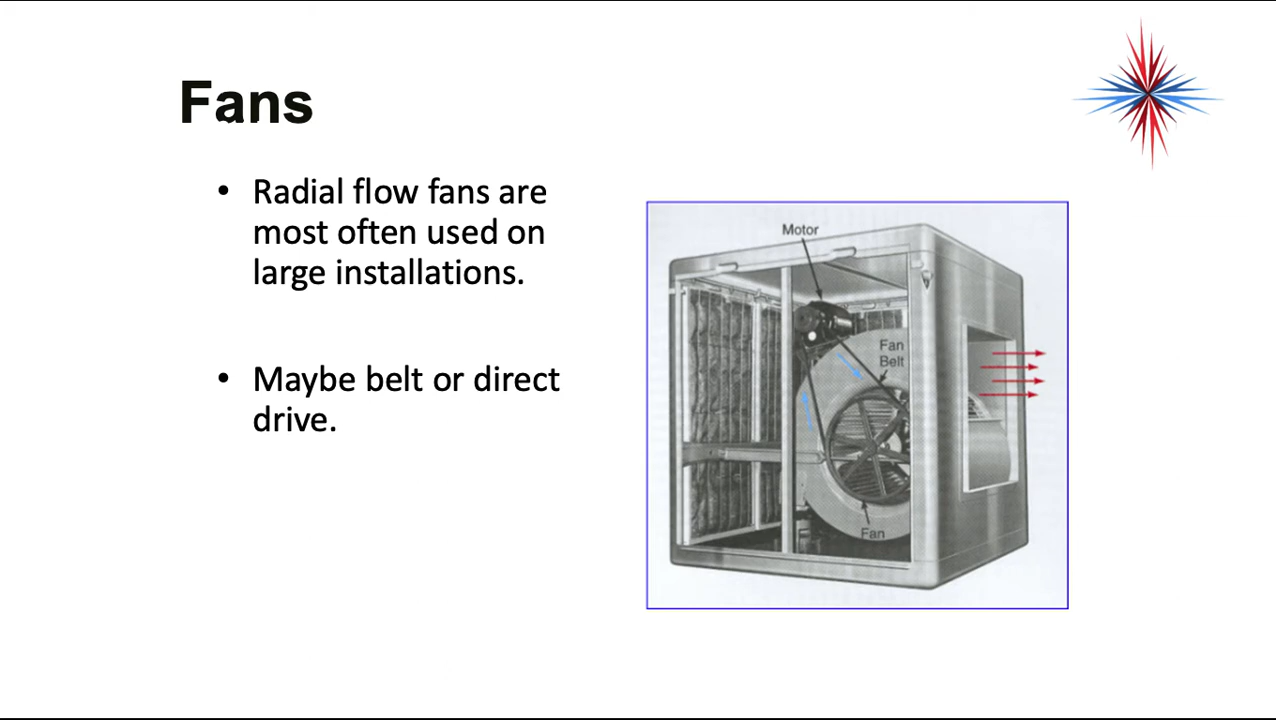 Fans
• Radial flow fans are
most often used on
large installations.
• Maybe belt or direct
drive.
Motor
Fan
Belt
Fan